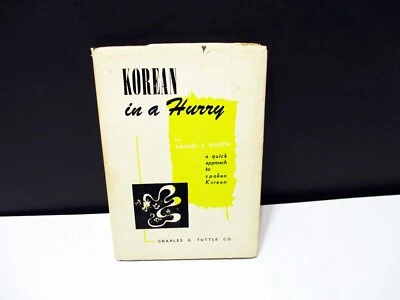 KOREAN
in a Hurry
by
SAMUEL E. MARTIN
a quick
approach
to
spoken
Korean
CHARLES E. TUTTLE CO.